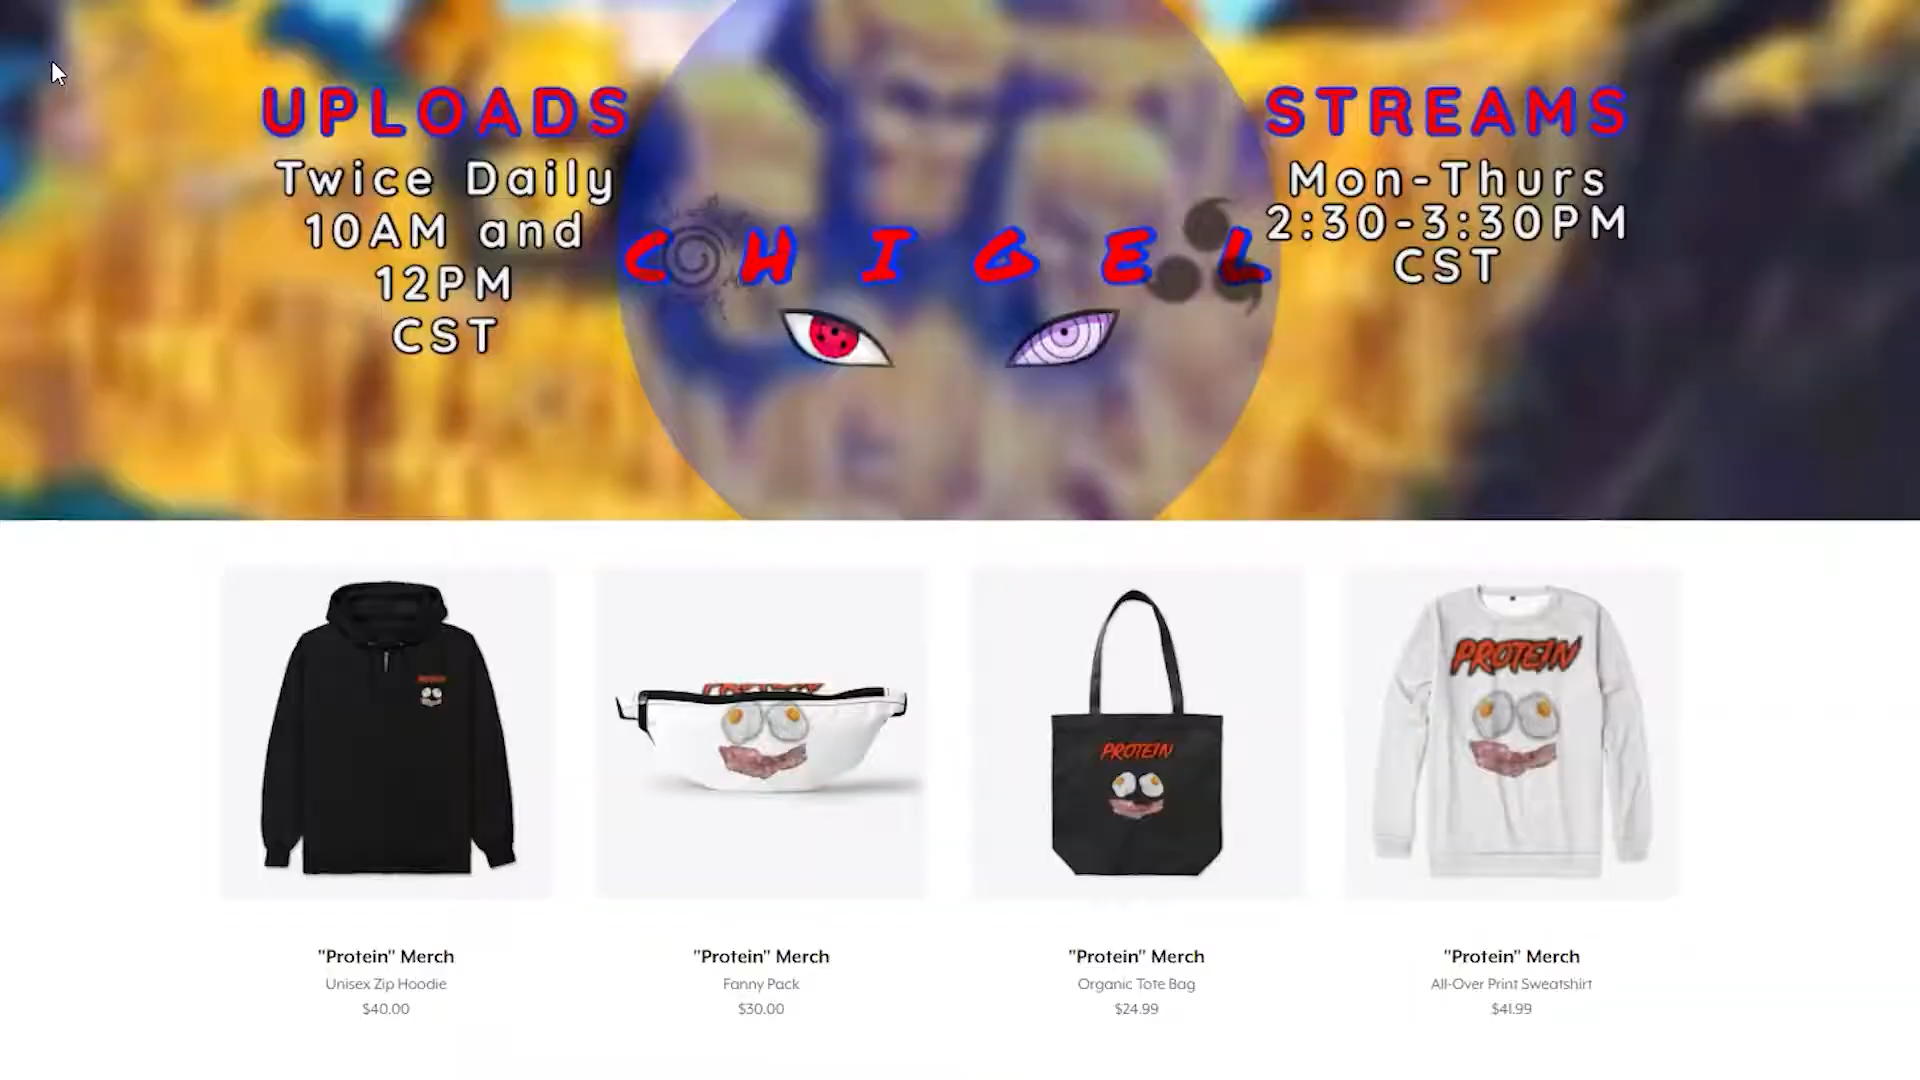 UPLOADS
Twice Daily
10AM and
12PM
CST
CHIGEL
STREAMS
Mon-Thurs
2:30-3:30PM
CST
PROTEIN
PROTEIN
PROTEIN
PROTEIN
"Protein" Merch
Unisex Zip Hoodie
$40.00
"Protein" Merch
Fanny Pack
$30.00
"Protein" Merch
Organic Tote Bag
$24.99
"Protein" Merch
All-Over Print Sweatshirt
$41.99